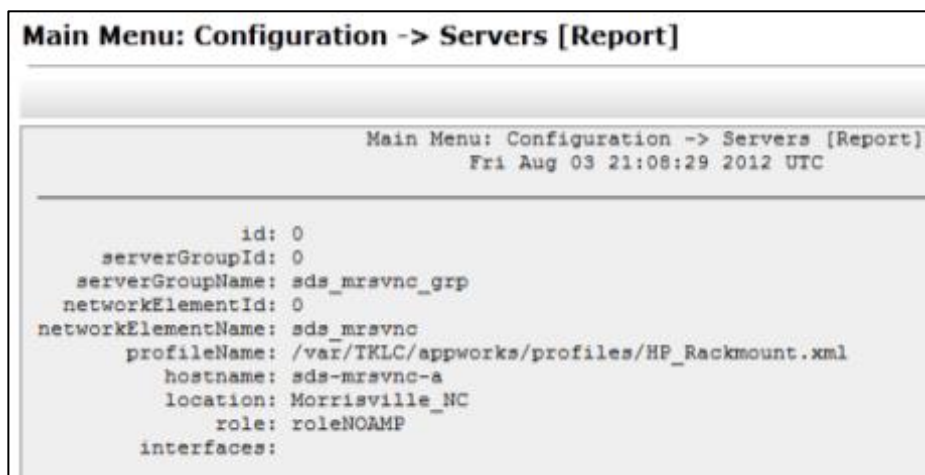 Main Menu: Configuration -> Servers [Report]
Main Menu: Configuration -> Servers [Report]
Fri Aug 03 21:08:29 2012 UTC
id: 0
serverGroupId: 0
serverGroupName: sds_mrsvnc_grp
networkElementId: 0
networkElementName: sds_mrsvnc
profileName: /var/TKLC/appworks/profiles/HP_Rackmount.xml
hostname: sds-mrsvnc-a
location: Morrisville_NC
role: roleNOAMP
interfaces: